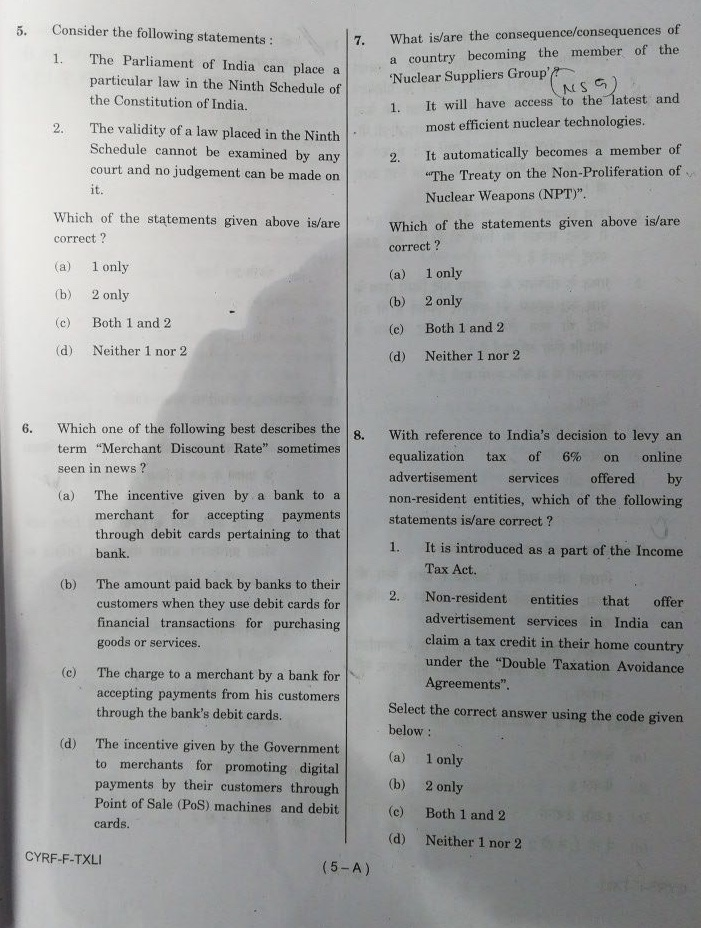 5. Consider the following statements :
1. The Parliament of India can place a
particular law in the Ninth Schedule of
the Constitution of India.
2. The validity of a law placed in the Ninth
Schedule cannot be examined by any
court and no judgement can be made on
it.
Which of the statements given above is/are
correct ?
(a) 1 only
(b) 2 only
(c) Both 1 and 2
(d) Neither 1 nor 2
6. Which one of the following best describes the
term “Merchant Discount Rate” sometimes
seen in news ?
(a) The incentive given by a bank to a
merchant for accepting payments
through debit cards pertaining to that
bank.
(b) The amount paid back by banks to their
customers when they use debit cards for
financial transactions for purchasing
goods or services.
(c) The charge to a merchant by a bank for
accepting payments from his customers
through the bank’s debit cards.
(d) The incentive given by the Government
to merchants for promoting digital
payments by their customers through
Point of Sale (PoS) machines and debit
cards.
7. What is/are the consequence/consequences of
a country becoming the member of the
‘Nuclear Suppliers Group’?
(NSG)
1. It will have access to the latest and
most efficient nuclear technologies.
2. It automatically becomes a member of
“The Treaty on the Non-Proliferation of
Nuclear Weapons (NPT)”.
Which of the statements given above is/are
correct ?
(a) 1 only
(b) 2 only
(c) Both 1 and 2
(d) Neither 1 nor 2
8. With reference to India’s decision to levy an
equalization tax of 6% on online
advertisement services offered by
non-resident entities, which of the following
statements is/are correct ?
1. It is introduced as a part of the Income
Tax Act.
2. Non-resident entities that offer
advertisement services in India can
claim a tax credit in their home country
under the “Double Taxation Avoidance
Agreements”.
Select the correct answer using the code given
below :
(a) 1 only
(b) 2 only
(c) Both 1 and 2
(d) Neither 1 nor 2
CYRF-F-TXLI
( 5 – A )